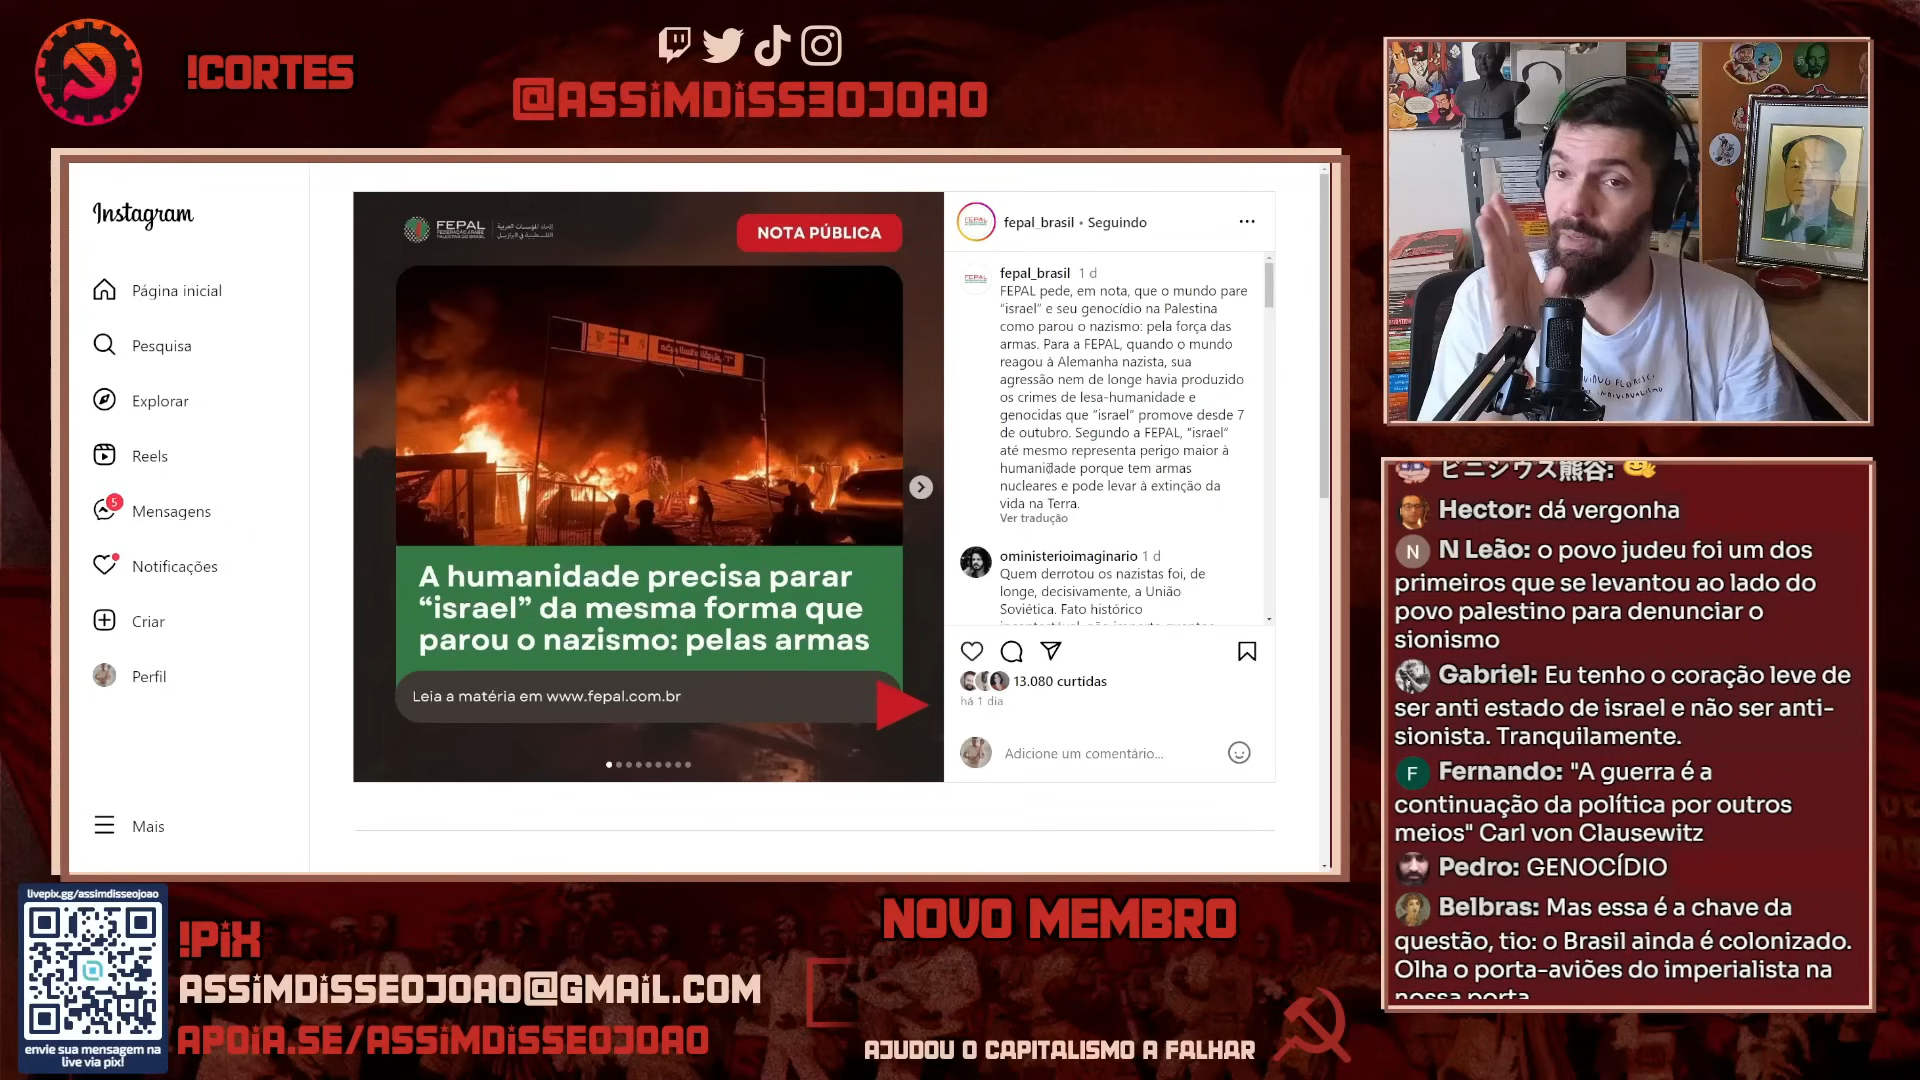 !CORTES
@ASSIMDISSEOJOAO
Instagram
Página inicial
Pesquisa
Explorar
Reels
5
Mensagens
Notificações
Criar
Perfil
Mais
FEPAL
NOTA PÚBLICA
A humanidade precisa parar
“israel” da mesma forma que
parou o nazismo: pelas armas
Leia a matéria em www.fepal.com.br
fepal_brasil • Seguindo
fepal_brasil 1 d
FEPAL pede, em nota, que o mundo pare
“israel” e seu genocídio na Palestina
como parou o nazismo: pela força das
armas. Para a FEPAL, quando o mundo
reagou à Alemanha nazista, sua
agressão nem de longe havia produzido
os crimes de lesa-humanidade e
genocidas que “israel” promove desde 7
de outubro. Segundo a FEPAL, “israel”
até mesmo representa perigo maior à
humanidade porque tem armas
nucleares e pode levar à extinção da
vida na Terra.
Ver tradução
oministerioimaginario 1 d
Quem derrotou os nazistas foi, de
longe, decisivamente, a União
Soviética. Fato histórico
13.080 curtidas
há 1 dia
Adicione um comentário...
ビニシウス熊谷:
Hector: dá vergonha
N N Leão: o povo judeu foi um dos
primeiros que se levantou ao lado do
povo palestino para denunciar o
sionismo
Gabriel: Eu tenho o coração leve de
ser anti estado de israel e não ser anti-
sionista. Tranquilamente.
F Fernando: "A guerra é a
continuação da política por outros
meios" Carl von Clausewitz
Pedro: GENOCÍDIO
Belbras: Mas essa é a chave da
questão, tio: o Brasil ainda é colonizado.
Olha o porta-aviões do imperialista na
nossa porta
livepix.gg/assimdisseojoao
envie sua mensagem na
live via pix!
!PIX
ASSIMDISSEOJOAO@GMAIL.COM
APOIA.SE/ASSIMDISSEOJOAO
NOVO MEMBRO
AJUDOU O CAPITALISMO A FALHAR